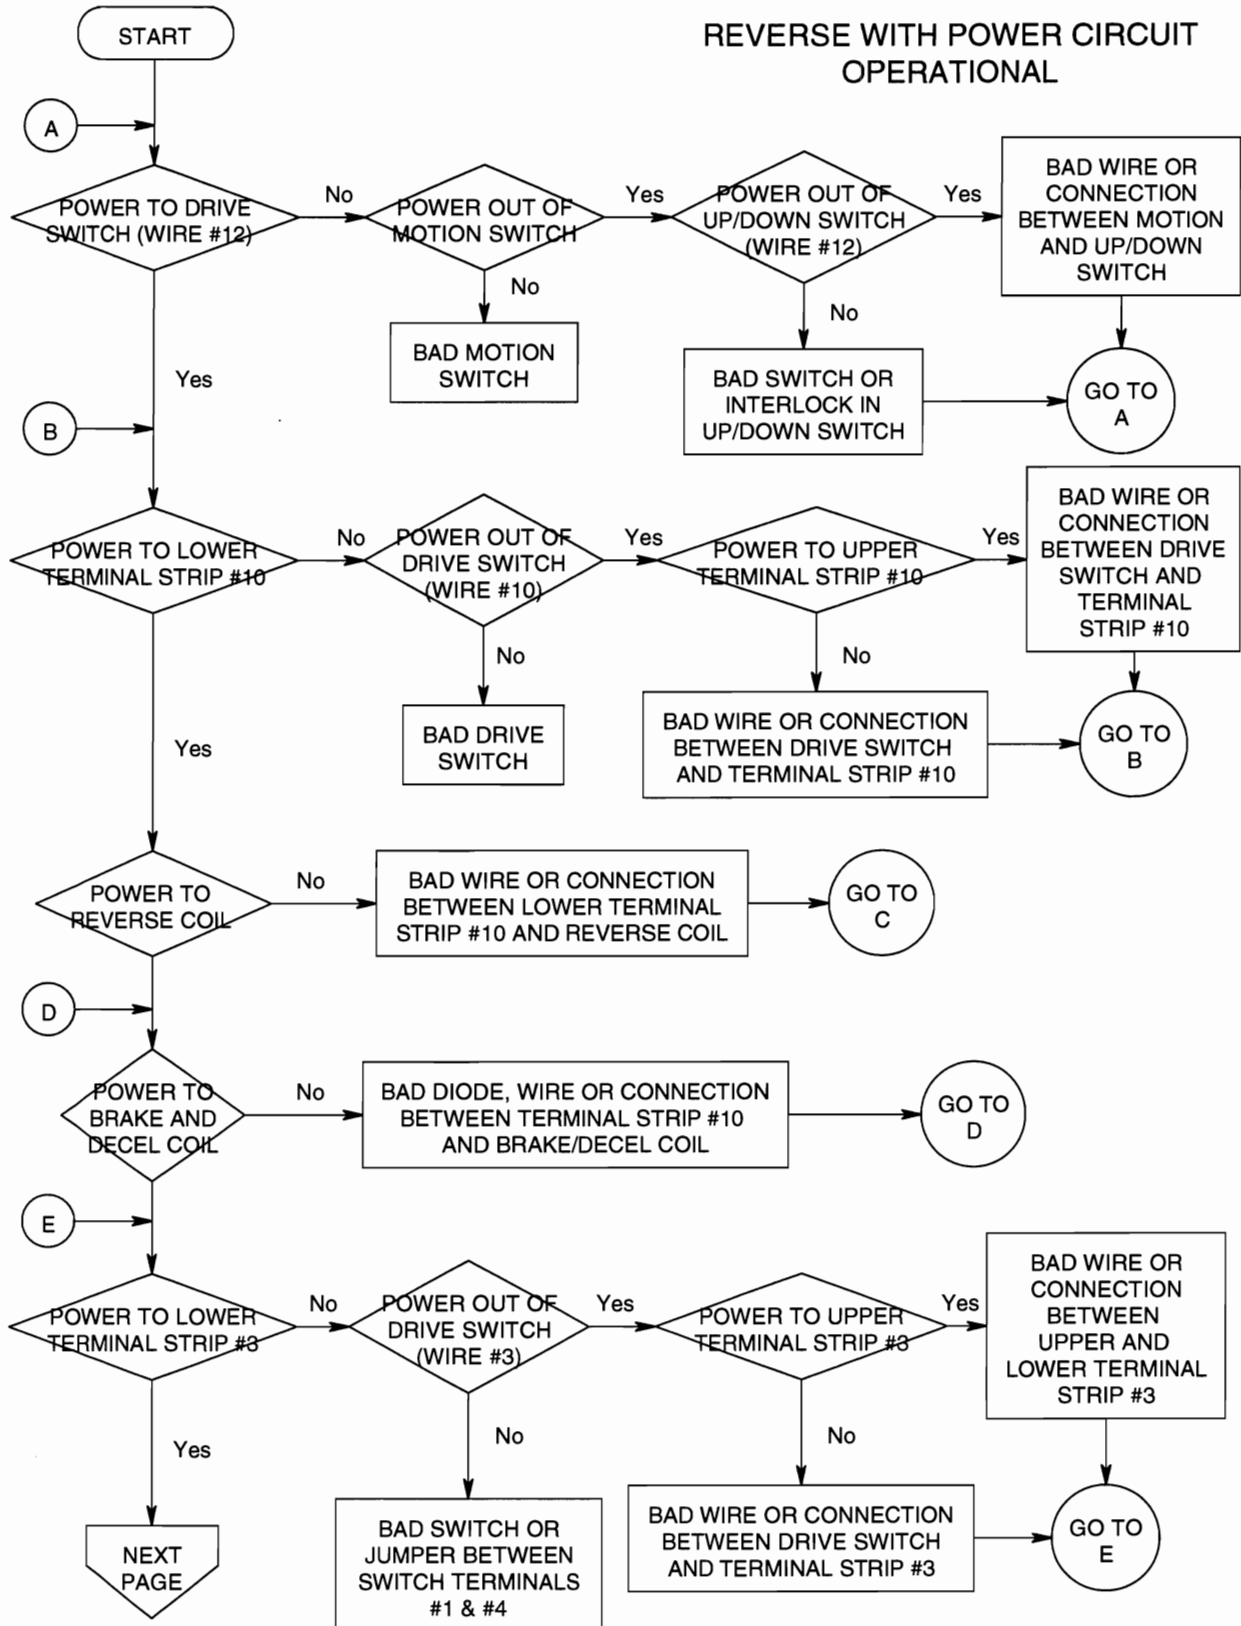 START
REVERSE WITH POWER CIRCUIT
OPERATIONAL
A
POWER TO DRIVE
SWITCH (WIRE #12)
No
POWER OUT OF
MOTION SWITCH
Yes
POWER OUT OF
UP/DOWN SWITCH
(WIRE #12)
Yes
BAD WIRE OR
CONNECTION
BETWEEN MOTION
AND UP/DOWN
SWITCH
No
BAD MOTION
SWITCH
No
BAD SWITCH OR
INTERLOCK IN
UP/DOWN SWITCH
GO TO
A
Yes
B
POWER TO LOWER
TERMINAL STRIP #10
No
POWER OUT OF
DRIVE SWITCH
(WIRE #10)
Yes
POWER TO UPPER
TERMINAL STRIP #10
Yes
BAD WIRE OR
CONNECTION
BETWEEN DRIVE
SWITCH AND
TERMINAL
STRIP #10
No
BAD DRIVE
SWITCH
No
BAD WIRE OR CONNECTION
BETWEEN DRIVE SWITCH
AND TERMINAL STRIP #10
GO TO
B
Yes
POWER TO
REVERSE COIL
No
BAD WIRE OR CONNECTION
BETWEEN LOWER TERMINAL
STRIP #10 AND REVERSE COIL
GO TO
C
D
POWER TO
BRAKE AND
DECEL COIL
No
BAD DIODE, WIRE OR CONNECTION
BETWEEN TERMINAL STRIP #10
AND BRAKE/DECEL COIL
GO TO
D
E
POWER TO LOWER
TERMINAL STRIP #3
No
POWER OUT OF
DRIVE SWITCH
(WIRE #3)
Yes
POWER TO UPPER
TERMINAL STRIP #3
Yes
BAD WIRE OR
CONNECTION
BETWEEN
UPPER AND
LOWER TERMINAL
STRIP #3
Yes
NEXT
PAGE
No
BAD SWITCH OR
JUMPER BETWEEN
SWITCH TERMINALS
#1 & #4
No
BAD WIRE OR CONNECTION
BETWEEN DRIVE SWITCH
AND TERMINAL STRIP #3
GO TO
E